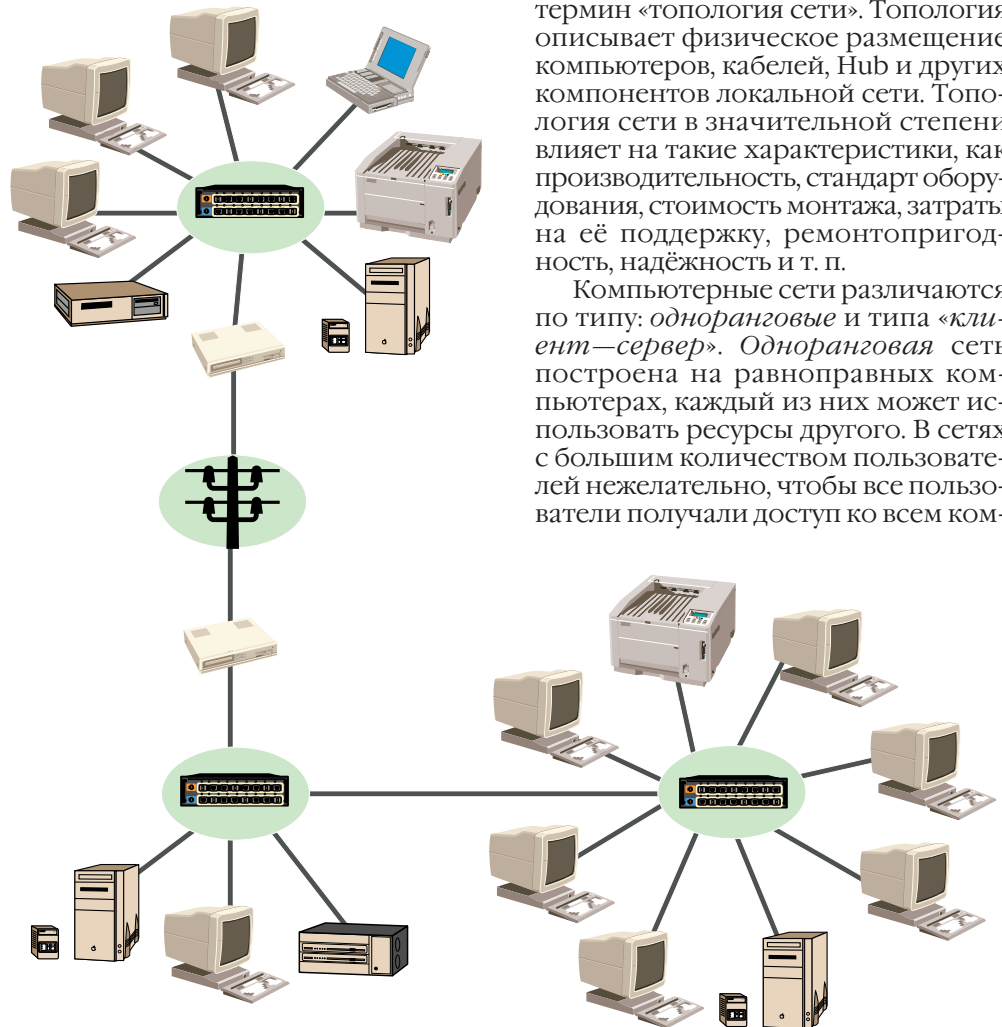 термин «топология сети». Топология
описывает физическое размещение
компьютеров, кабелей, Hub и других
компонентов локальной сети. Топо-
логия сети в значительной степени
влияет на такие характеристики, как
производительность, стандарт обору-
дования, стоимость монтажа, затраты
на её поддержку, ремонтопригод-
ность, надёжность и т. п.
Компьютерные сети различаются
по типу: одноранговые и типа «кли-
ент—сервер». Одноранговая сеть
построена на равноправных ком-
пьютерах, каждый из них может ис-
пользовать ресурсы другого. В сетях
с большим количеством пользовате-
лей нежелательно, чтобы все пользо-
ватели получали доступ ко всем ком-